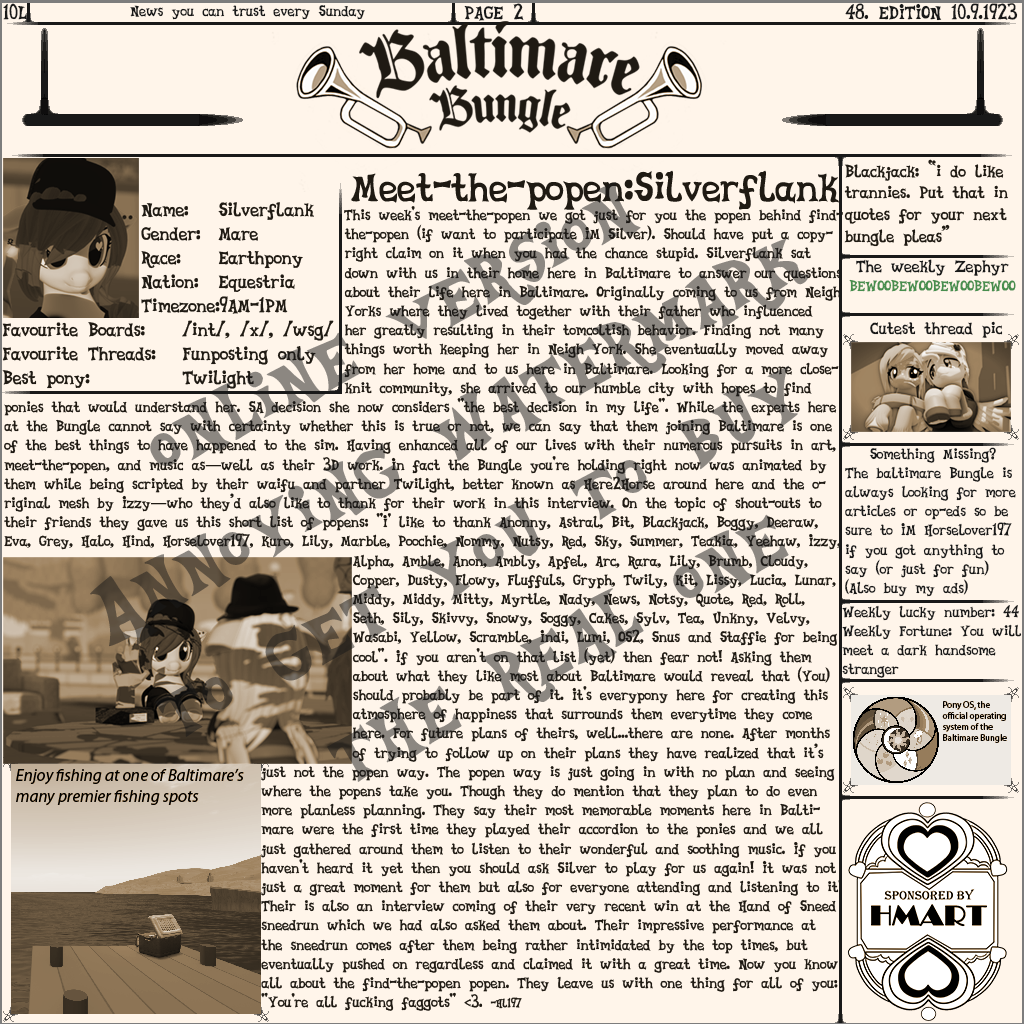 10L
News you can trust every Sunday
PAGE 2
48. EDITION 10.9.1923
Baltimare
Bungle
Name: Silverflank
Gender: Mare
Race: Earthpony
Nation: Equestria
Timezone:9AM-1PM
Favourite Boards: /int/, /x/, /wsg/
Favourite Threads: Funposting only
Best pony: Twilight
Meet-the-popen:Silverflank
This week's meet-the-popen we got just for you the popen behind find-
the-popen (if want to participate IM Silver). Should have put a copy-
right claim on it when you had the chance stupid. Silverflank sat
down with us in their home here in Baltimare to answer our questions
about their life here in Baltimare. Originally coming to us from Neigh
Yorks where they lived together with their father who influenced
her greatly resulting in their tomcoltish behavior. Finding not many
things worth keeping her in Neigh York. She eventually moved away
from her home and to us here in Baltimare. Looking for a more close-
knit community, she arrived to our humble city with hopes to find
ponies that would understand her. SA decision she now considers "the best decision in my life". While the experts here
at the Bungle cannot say with certainty whether this is true or not, we can say that them joining Baltimare is one
of the best things to have happened to the sim. Having enhanced all of our Lives with their numerous pursuits in art,
meet-the-popen, and music as—well as their 3D work, in fact the Bungle you're holding right now was animated by
them while being scripted by their waifu and partner Twilight, better known as Here2Horse around here and the o-
riginal mesh by izzy—who they'd also like to thank for their work in this interview. On the topic of shout-outs to
their friends they gave us this short List of popens: "i' like to thank Anonny, Astral, Bit, Blackjack, Boggy, Deeraw,
Eva, Grey, Halo, Hind, Horselover197, Kuro, Lily, Marble, Poochie, Nommy, Nutsy, Red, Sky, Summer, Teakia, Yeehaw, izzy,
Alpha, Amble, Anon, Ambly, Apfel, Arc, Rara, Lily, Brumb, Cloudy,
Copper, Dusty, Flowy, Fluffuls, Gryph, Twily, Kit, Lissy, Lucia, Lunar,
Middy, Middy, Mitty, Myrtle, Nady, News, Notsy, Quote, Red, Roll,
Seth, Sily, Skivvy, Snowy, Soggy, Cakes, Sylv, Tea, Unkny, Velvy,
Wasabi, Yellow, Scramble, Indi, Lumi, OS2, Snus and Staffie for being
cool". if you aren't on that List (yet) then fear not! Asking them
about what they like most about Baltimare would reveal that (You)
should probably be part of it. it's everypony here for creating this
atmosphere of happiness that surrounds them everytime they come
here. For future plans of theirs, well...there are none. After months
of trying to follow up on their plans they have realized that it's
just not the popen way. The popen way is just going in with no plan and seeing
where the popens take you. Though they do mention that they plan to do even
more planless planning. They say their most memorable moments here in Balti-
mare were the first time they played their accordion to the ponies and we all
just gathered around them to listen to their wonderful and soothing music. if you
haven't heard it yet then you should ask Silver to play for us again! it was not
just a great moment for them but also for everyone attending and listening to it
Their is also an interview coming of their very recent win at the Hand of Sneed
sneedrun which we had also asked them about. Their impressive performance at
the sneedrun comes after them being rather intimidated by the top times, but
eventually pushed on regardless and claimed it with a great time. Now you know
all about the find-the-popen popen. They leave us with one thing for all of you:
"You're all fucking faggots" <3. -HL197
Enjoy fishing at one of Baltimare's
many premier fishing spots
Blackjack: "i do like
trannies. Put that in
quotes for your next
bungle pleas"
The weekly Zephyr
BEWOOBEWOOBEWOOBEWOO
Cutest thread pic
Something Missing?
The baltimare Bungle is
always looking for more
articles or op-eds so be
sure to IM Horselover197
if you got anything to
say (or just for fun)
(Also buy my ads)
Weekly Lucky number: 44
Weekly Fortune: You will
meet a dark handsome
stranger
Pony OS, the
official operating
system of the
Baltimare Bungle
SPONSORED BY
HMART
ONLINE VERSION
ANNOYING WATERMARK
TO GET YOU TO BUY
THE REAL ONE